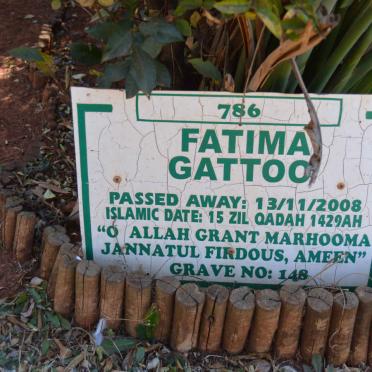 786
FATIMA
GATTOO
PASSED AWAY: 13/11/2008
ISLAMIC DATE: 15 ZIL QADAH 1429AH
"O ALLAH GRANT MARHOOMA
JANNATUL FIRDOUS, AMEEN"
GRAVE NO: 148